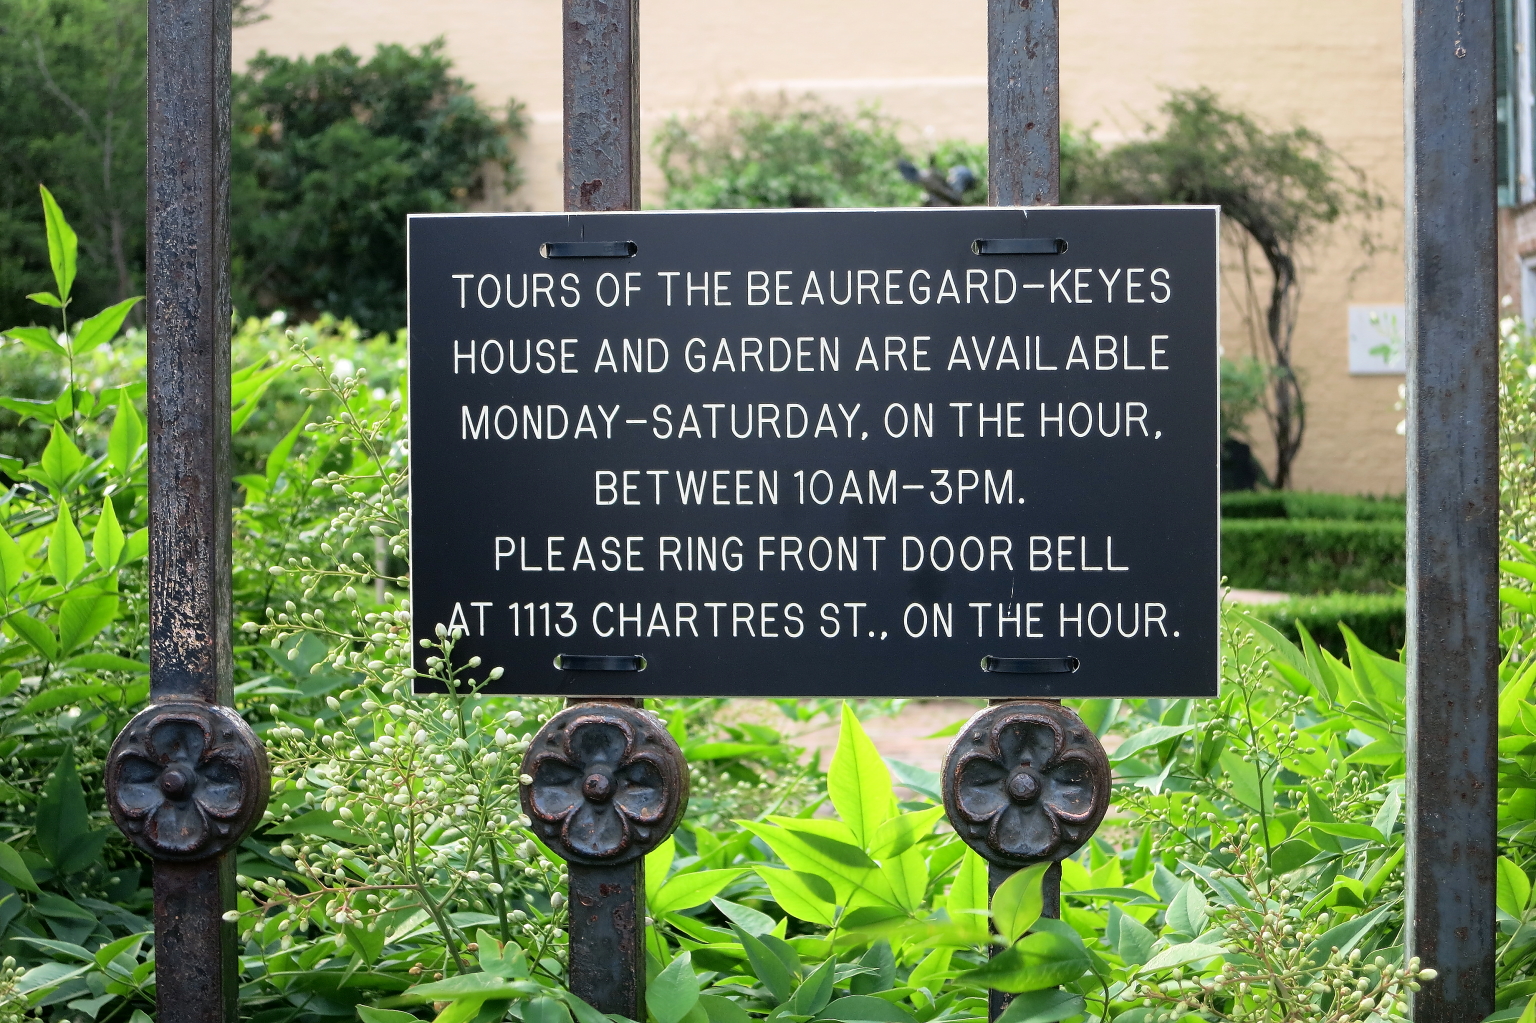 TOURS OF THE BEAUREGARD-KEYES
HOUSE AND GARDEN ARE AVAILABLE
MONDAY-SATURDAY, ON THE HOUR,
BETWEEN 10AM-3PM.
PLEASE RING FRONT DOOR BELL
AT 1113 CHARTRES ST., ON THE HOUR.